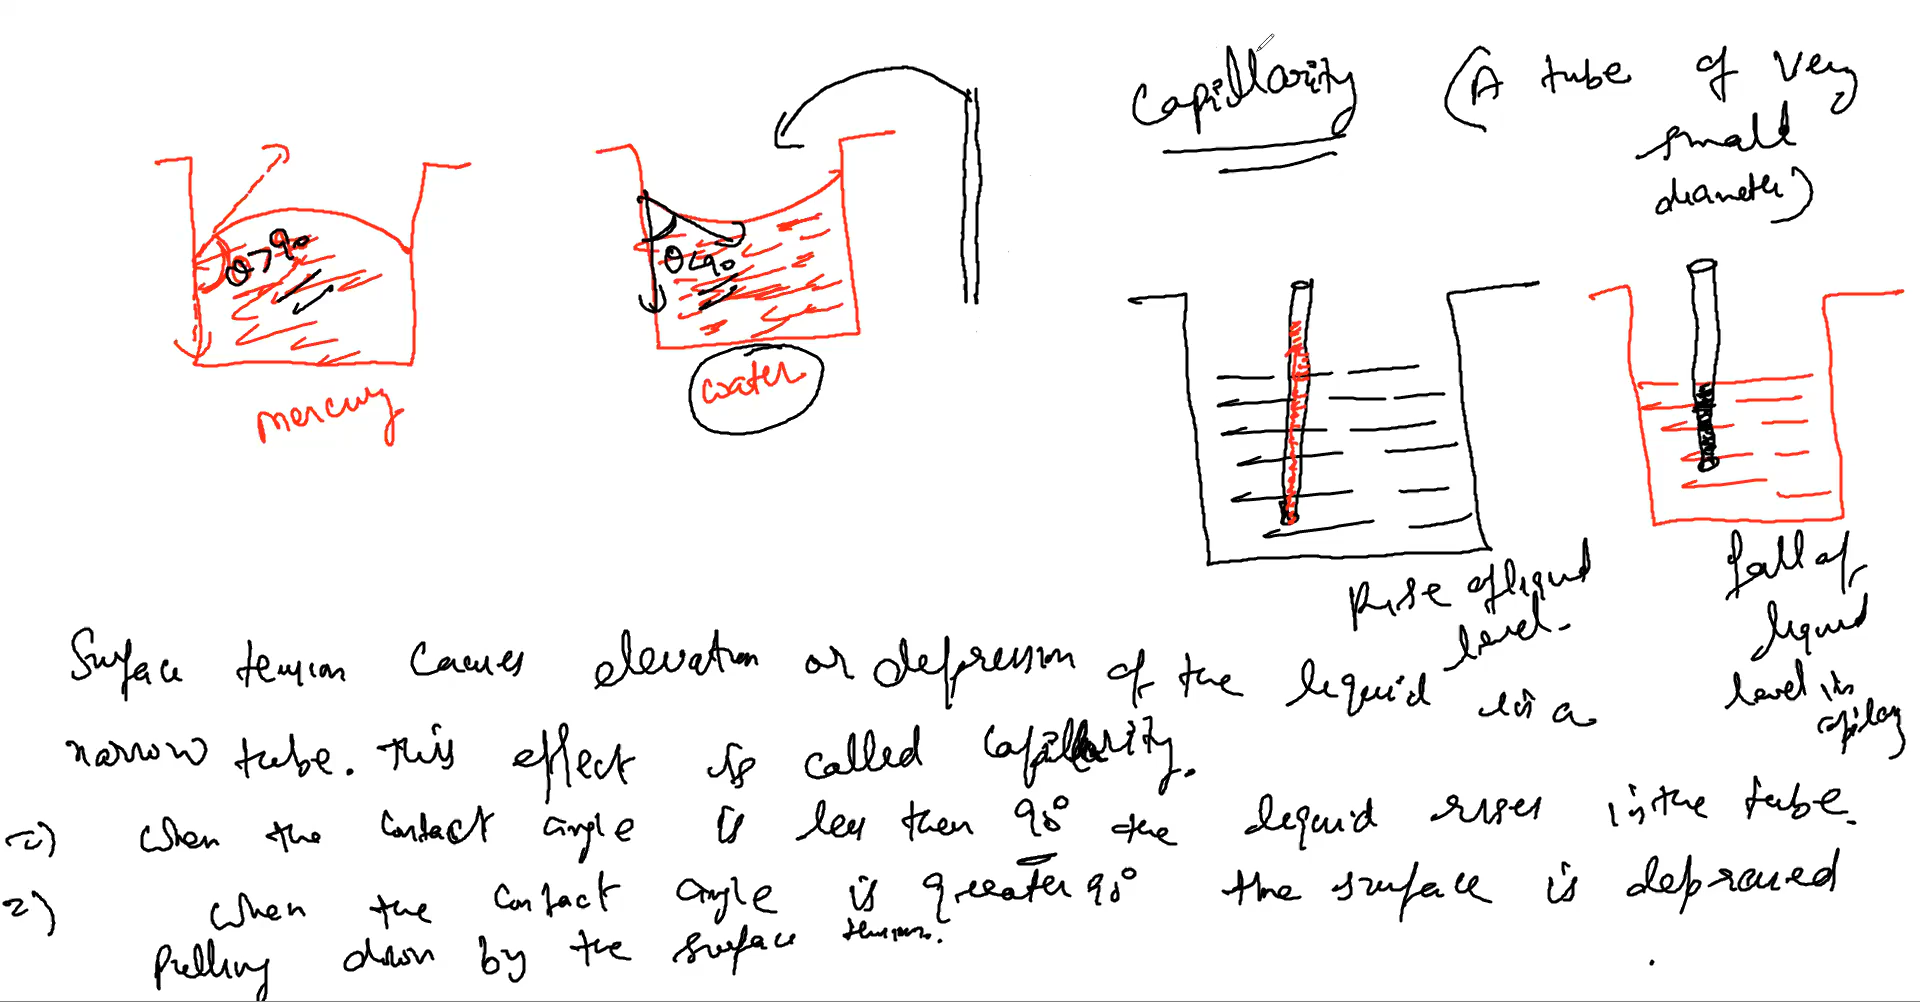 Capillarity (A tube of very
small
diameter)
θ>90
θ<90
mercury
water
Rise of liquid
level.
fall of
liquid
level in
capilary
Surface tension causes elevation or depression of the liquid in a
narrow tube. This effect is called Capillarity.
1) When the contact angle is less then 90° the liquid rises in the tube.
2) When the contact angle is greater 90° the surface is depressed
Pulling down by the surface tension.